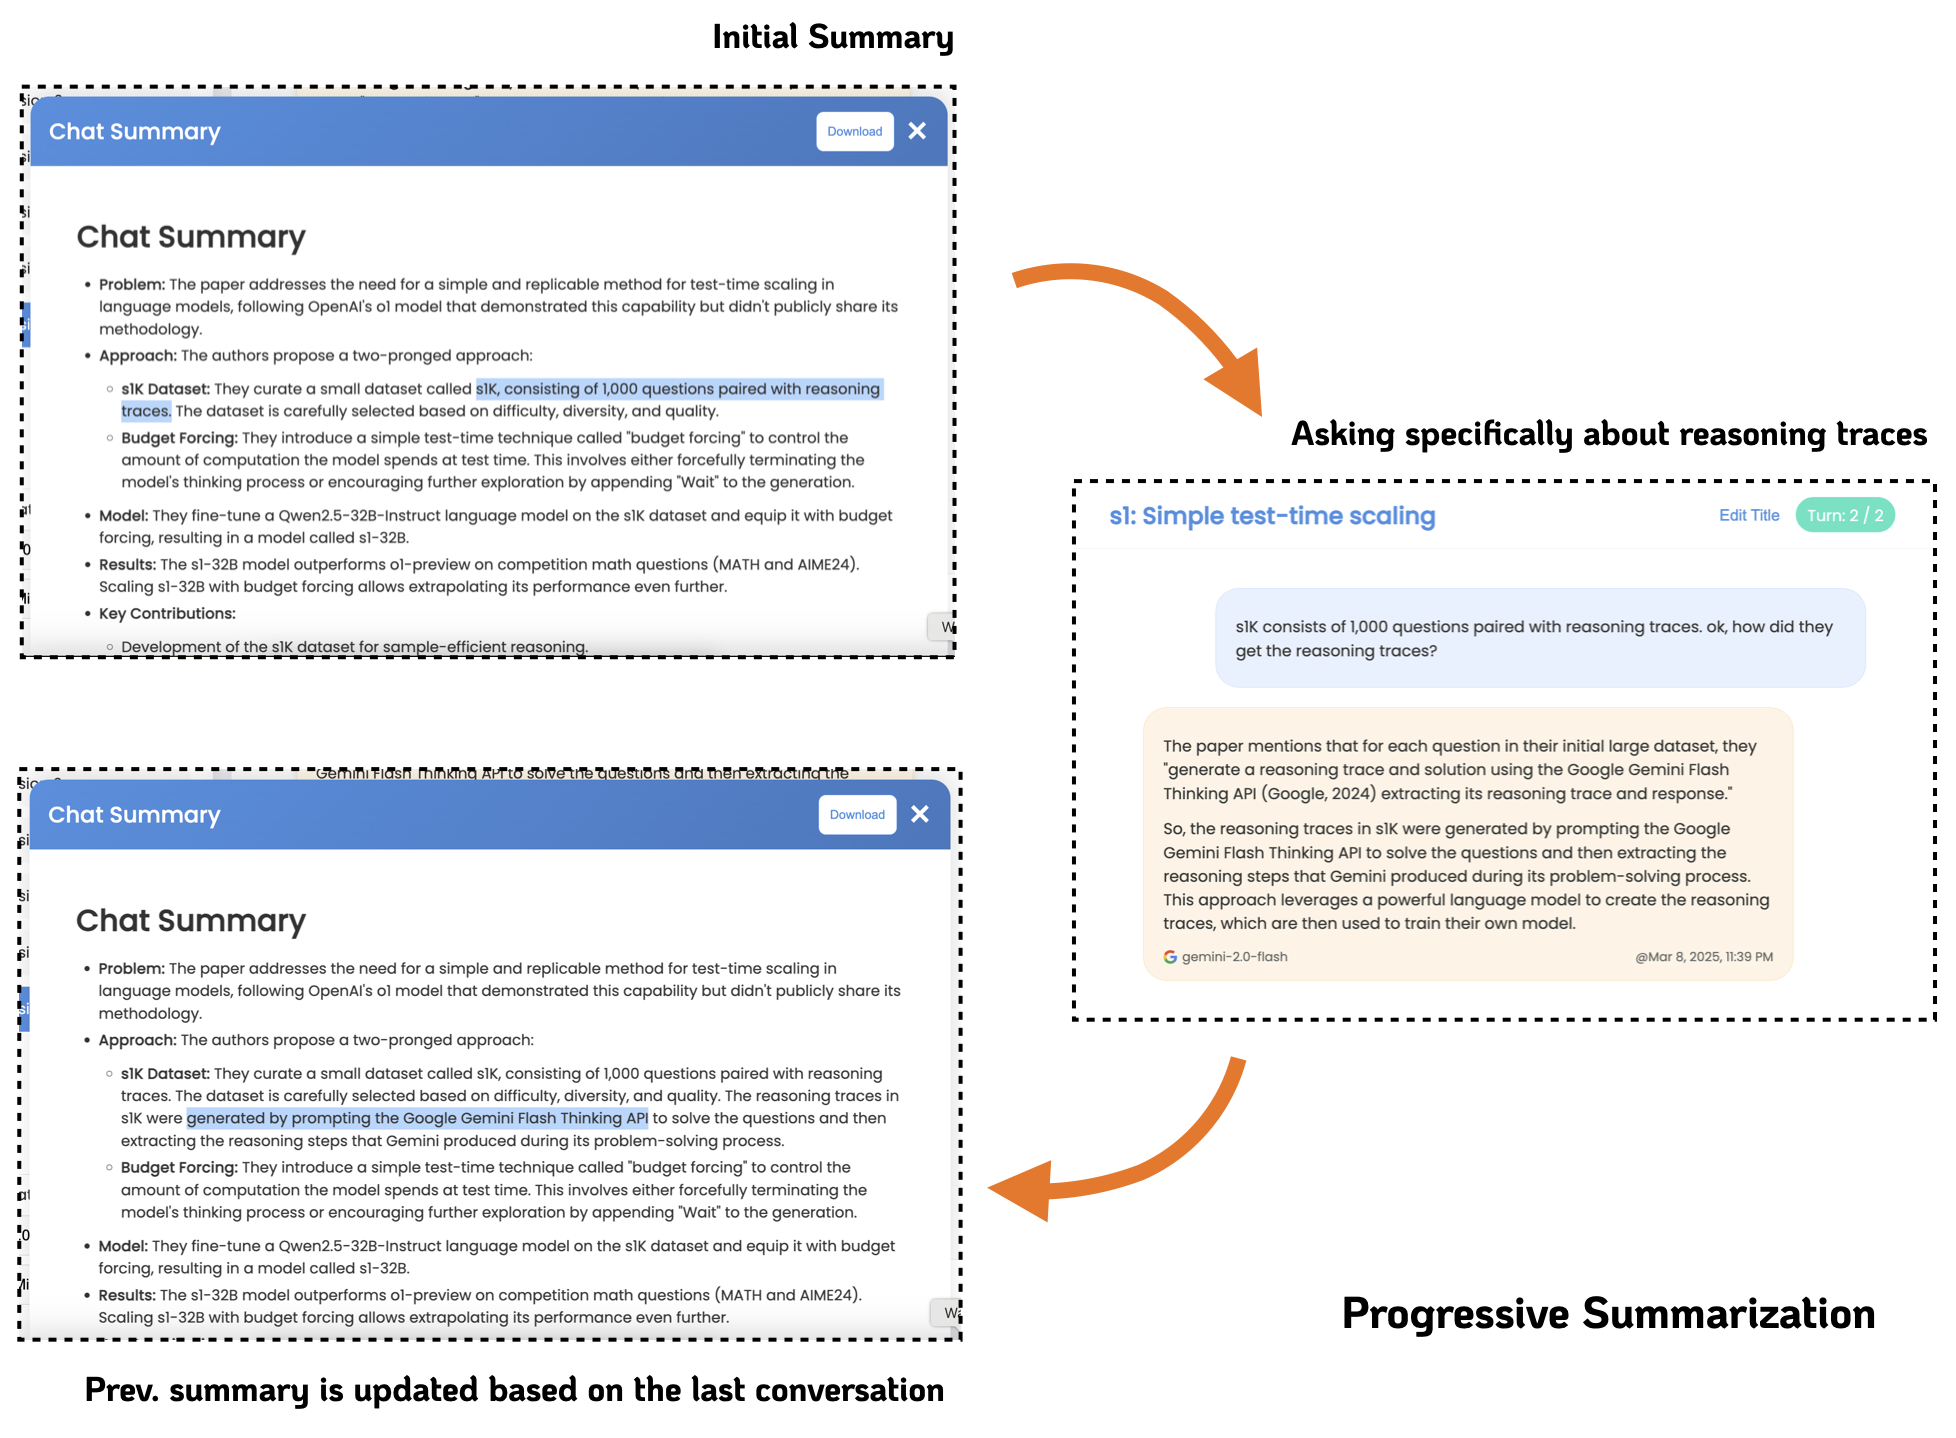 Initial Summary
Chat Summary
Download
Chat Summary
• Problem: The paper addresses the need for a simple and replicable method for test-time scaling in
language models, following OpenAI's o1 model that demonstrated this capability but didn't publicly share its
methodology.
• Approach: The authors propose a two-pronged approach:
◦ s1K Dataset: They curate a small dataset called s1K, consisting of 1,000 questions paired with reasoning
traces. The dataset is carefully selected based on difficulty, diversity, and quality.
◦ Budget Forcing: They introduce a simple test-time technique called "budget forcing" to control the
amount of computation the model spends at test time. This involves either forcefully terminating the
model's thinking process or encouraging further exploration by appending "Wait" to the generation.
• Model: They fine-tune a Qwen2.5-32B-Instruct language model on the s1K dataset and equip it with budget
forcing, resulting in a model called s1-32B.
• Results: The s1-32B model outperforms o1-preview on competition math questions (MATH and AIME24).
Scaling s1-32B with budget forcing allows extrapolating its performance even further.
• Key Contributions:
◦ Development of the s1K dataset for sample-efficient reasoning.
Asking specifically about reasoning traces
s1: Simple test-time scaling
Edit Title
Turn: 2 / 2
s1K consists of 1,000 questions paired with reasoning traces. ok, how did they
get the reasoning traces?
The paper mentions that for each question in their initial large dataset, they
"generate a reasoning trace and solution using the Google Gemini Flash
Thinking API (Google, 2024) extracting its reasoning trace and response."
So, the reasoning traces in s1K were generated by prompting the Google
Gemini Flash Thinking API to solve the questions and then extracting the
reasoning steps that Gemini produced during its problem-solving process.
This approach leverages a powerful language model to create the reasoning
traces, which are then used to train their own model.
gemini-2.0-flash
@Mar 8, 2025, 11:39 PM
Gemini Flash Thinking API to solve the questions and then extracting the
Chat Summary
Download
Chat Summary
• Problem: The paper addresses the need for a simple and replicable method for test-time scaling in
language models, following OpenAI's o1 model that demonstrated this capability but didn't publicly share its
methodology.
• Approach: The authors propose a two-pronged approach:
◦ s1K Dataset: They curate a small dataset called s1K, consisting of 1,000 questions paired with reasoning
traces. The dataset is carefully selected based on difficulty, diversity, and quality. The reasoning traces in
s1K were generated by prompting the Google Gemini Flash Thinking API to solve the questions and then
extracting the reasoning steps that Gemini produced during its problem-solving process.
◦ Budget Forcing: They introduce a simple test-time technique called "budget forcing" to control the
amount of computation the model spends at test time. This involves either forcefully terminating the
model's thinking process or encouraging further exploration by appending "Wait" to the generation.
• Model: They fine-tune a Qwen2.5-32B-Instruct language model on the s1K dataset and equip it with budget
forcing, resulting in a model called s1-32B.
• Results: The s1-32B model outperforms o1-preview on competition math questions (MATH and AIME24).
Scaling s1-32B with budget forcing allows extrapolating its performance even further.
Prev. summary is updated based on the last conversation
Progressive Summarization